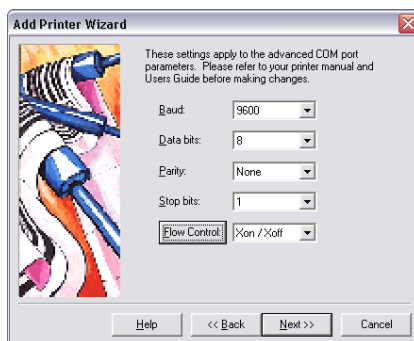 Add Printer Wizard
These settings apply to the advanced COM port
parameters. Please refer to your printer manual and
Users Guide before making changes.
Baud: 9600
Data bits: 8
Parity: None
Stop bits: 1
Flow Control: Xon / Xoff
Help << Back Next >> Cancel